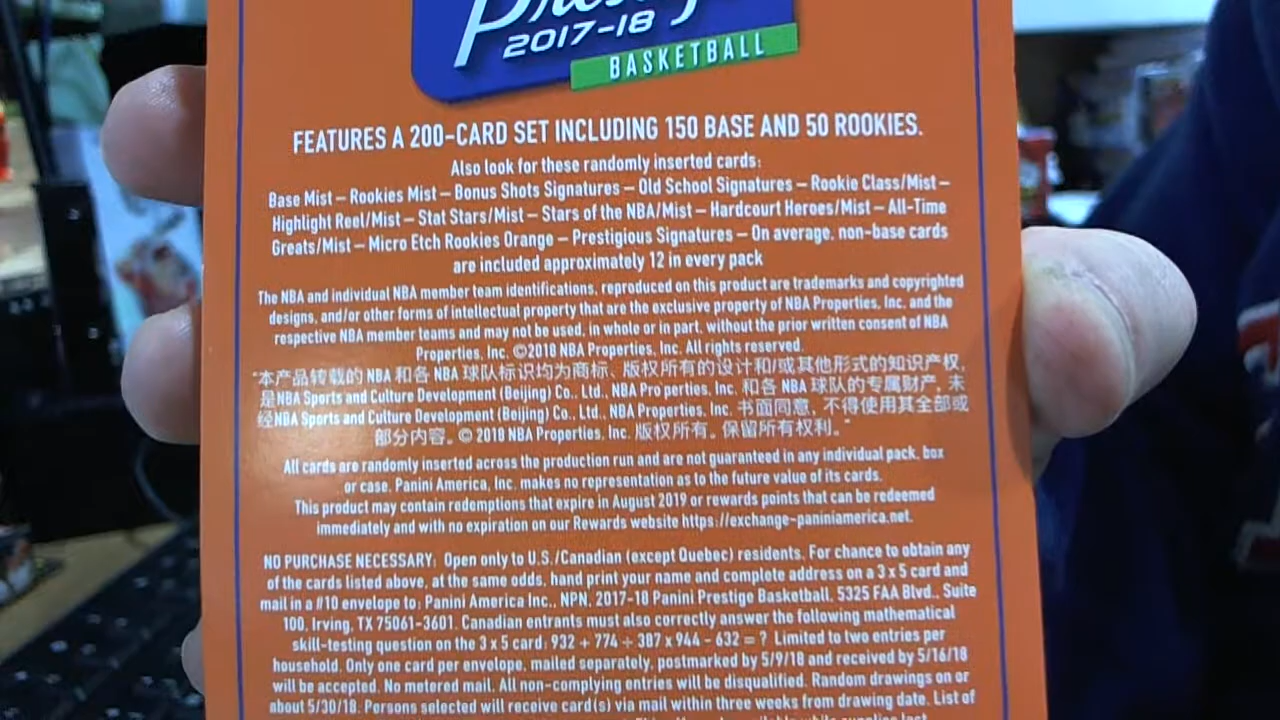 2017-18
BASKETBALL
FEATURES A 200-CARD SET INCLUDING 150 BASE AND 50 ROOKIES.
Also look for these randomly inserted cards:
Base Mist – Rookies Mist – Bonus Shots Signatures – Old School Signatures – Rookie Class/Mist –
Highlight Reel/Mist – Stat Stars/Mist – Stars of the NBA/Mist – Hardcourt Heroes/Mist – All-Time
Greats/Mist – Micro Etch Rookies Orange – Prestigious Signatures – On average, non-base cards
are included approximately 12 in every pack
The NBA and individual NBA member team identifications, reproduced on this product are trademarks and copyrighted
designs, and/or other forms of intellectual property that are the exclusive property of NBA Properties, Inc. and the
respective NBA member teams and may not be used, in whole or in part, without the prior written consent of NBA
Properties, Inc. ©2018 NBA Properties, Inc. All rights reserved.
"本产品转载的 NBA 和各 NBA 球队标识均为商标、版权所有的设计和/或其他形式的知识产权,
是NBA Sports and Culture Development (Beijing) Co., Ltd., NBA Pro perties, Inc. 和各 NBA 球队的专属财产, 未
经NBA Sports and Culture Development (Beijing) Co., Ltd., NBA Properties, Inc. 书面同意, 不得使用其全部或
部分内容。© 2018 NBA Properties, Inc. 版权所有。保留所有权利。"
All cards are randomly inserted across the production run and are not guaranteed in any individual pack, box
or case. Panini America, Inc. makes no representation as to the future value of its cards.
This product may contain redemptions that expire in August 2019 or rewards points that can be redeemed
immediately and with no expiration on our Rewards website https://exchange-paniniamerica.net.
NO PURCHASE NECESSARY: Open only to U.S./Canadian (except Quebec) residents. For chance to obtain any
of the cards listed above, at the same odds, hand print your name and complete address on a 3 x 5 card and
mail in a #10 envelope to: Panini America Inc., NPN, 2017-18 Panini Prestige Basketball, 5325 FAA Blvd., Suite
100, Irving, TX 75061-3601. Canadian entrants must also correctly answer the following mathematical
skill-testing question on the 3 x 5 card: 932 + 774 ÷ 387 x 944 - 632 = ? Limited to two entries per
household. Only one card per envelope, mailed separately, postmarked by 5/9/18 and received by 5/16/18
will be accepted. No metered mail. All non-complying entries will be disqualified. Random drawings on or
about 5/30/18. Persons selected will receive card(s) via mail within three weeks from drawing date. List of